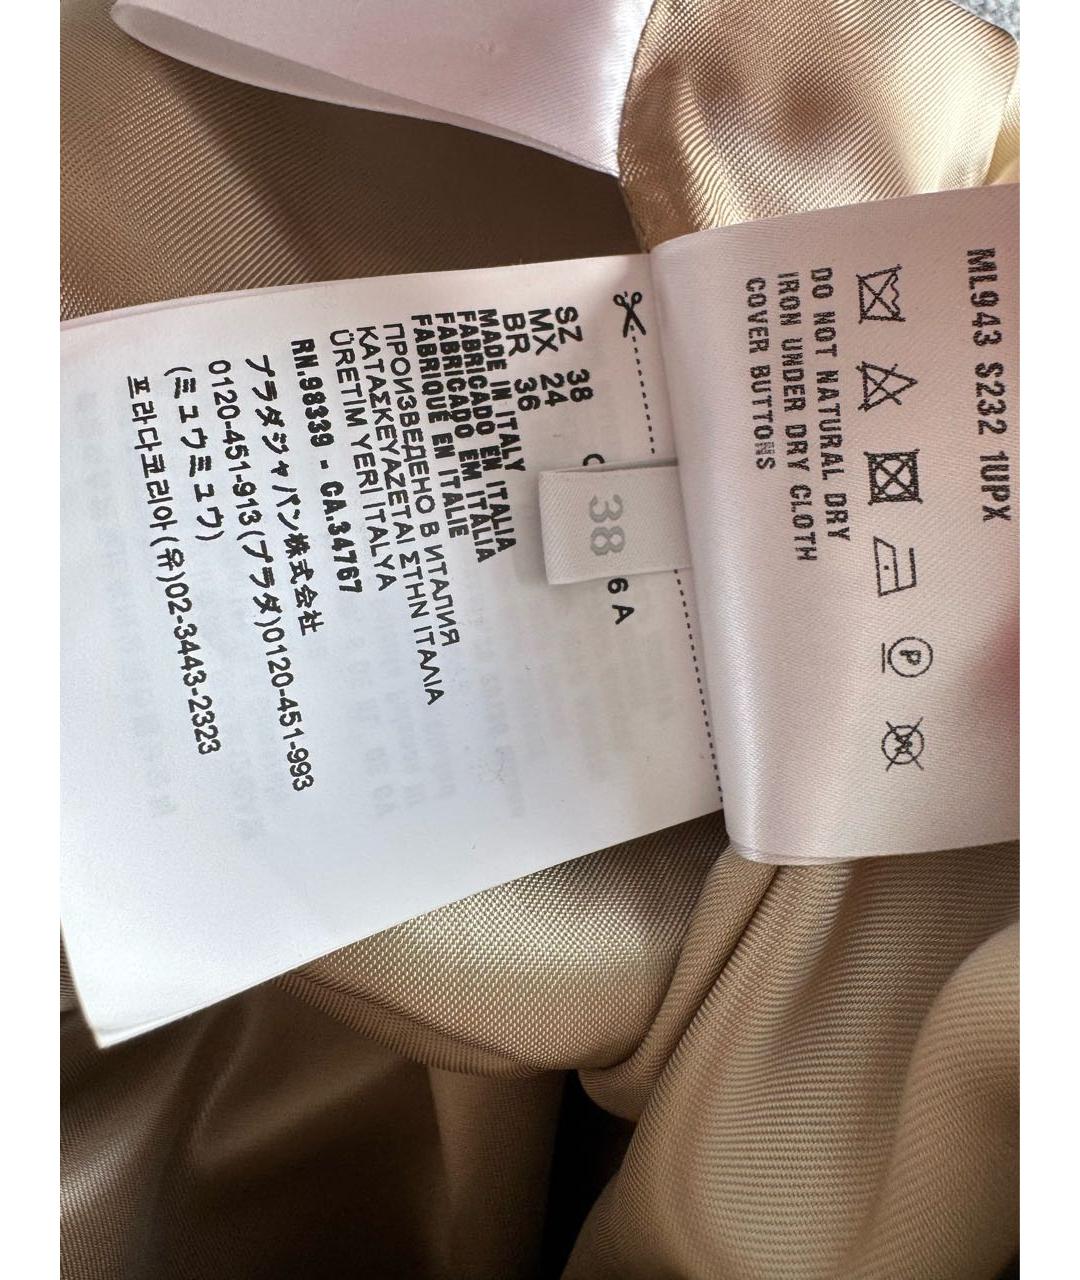 ML943 S232 1UPX
P
DO NOT NATURAL DRY
IRON UNDER DRY CLOTH
COVER BUTTONS
38
6 A
SZ 38
MX 24
BR 36
MADE IN ITALY
FABRICADO EN ITALIA
FABRICADO EM ITÁLIA
FABRIQUÉ EN ITALIE
ПРОИЗВЕДЕНО В ИТАЛИЯ
ΚΑΤΑΣΚΕΥΑΖΕΤΑΙ ΣΤΗΝ ΙΤΑΛΙΑ
ÜRETIM YERI ITALYA
RN.98339 - CA.34767
プラダジャパン株式会社
0120-451-913(プラダ)0120-451-993
(ミュウミュウ)
프라다코리아(유)02-3443-2323